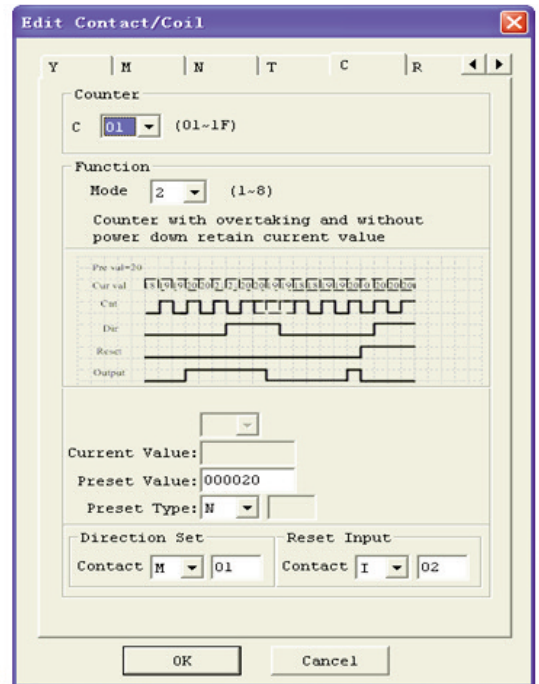 Edit Contact/Coil
Y M N T C R
Counter
C 01 (01~1F)
Function
Mode 2 (1~8)
Counter with overtaking and without
power down retain current value
Pre val=20
Cur val
Cnt
Dir
Reset
Output
Current Value:
Preset Value: 000020
Preset Type: N
Direction Set Reset Input
Contact M 01 Contact I 02
OK Cancel